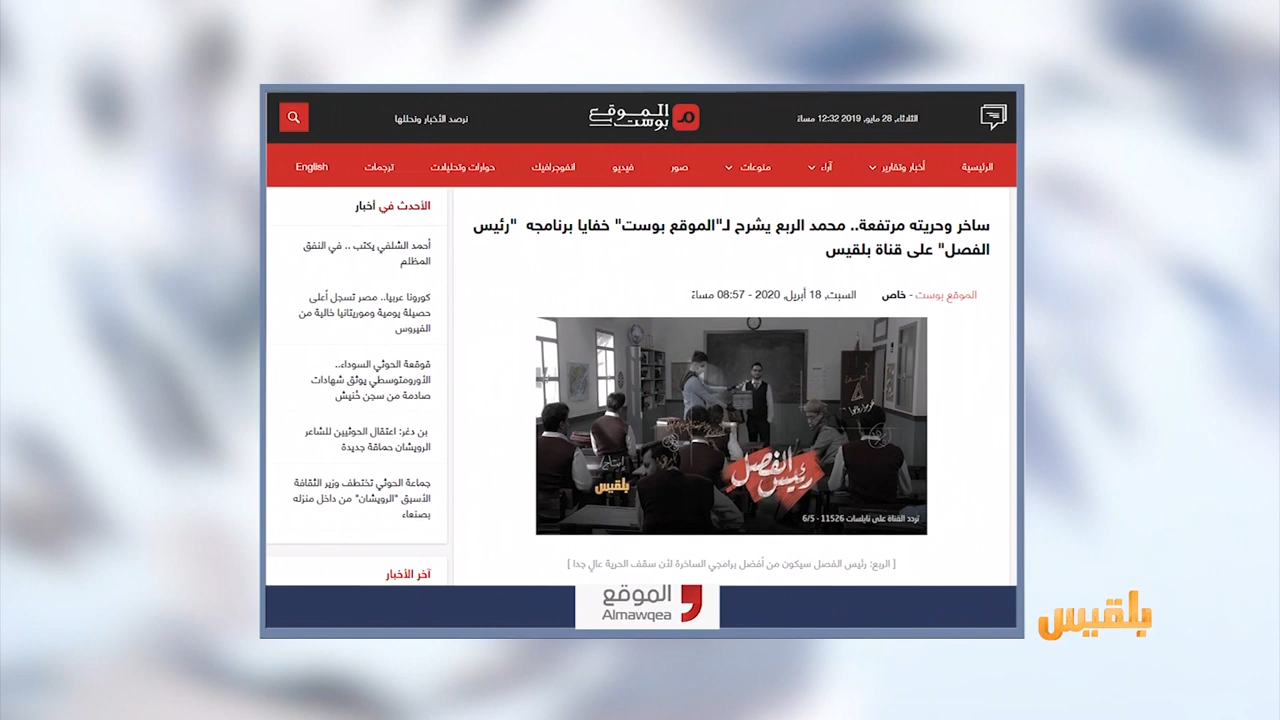 الثلاثاء, 28 مايو, 2019 12:32 مساءً
الموقع
بوست
نرصد الأخبار ونحللها
الرئيسية
أخبار وتقارير
آراء
منوعات
صور
فيديو
انفوجرافيك
حوارات وتحليلات
ترجمات
English
ساخر وحريته مرتفعة.. محمد الربع يشرح لـ"الموقع بوست" خفايا برنامجه "رئيس
الفصل" على قناة بلقيس
الموقع بوست - خاص
السبت, 18 أبريل, 2020 - 08:57 مساءً
رئيس الفصل
إنتاج
بلقيس
تردد القناة على نايلسات 11526 - 6/5
[ الربع: رئيس الفصل سيكون من أفضل برامجي الساخرة لأن سقف الحرية عالٍ جدا ]
الأحدث في أخبار
أحمد الشلفي يكتب .. في النفق
المظلم
كورونا عربيا.. مصر تسجل أعلى
حصيلة يومية وموريتانيا خالية من
الفيروس
قوقعة الحوثي السوداء..
الأورومتوسطي يوثق شهادات
صادمة من سجن حُنيش
بن دغر: اعتقال الحوثيين للشاعر
الرويشان حماقة جديدة
جماعة الحوثي تختطف وزير الثقافة
الأسبق "الرويشان" من داخل منزله
بصنعاء
آخر الأخبار
الموقع
Almawqea
بلقيس